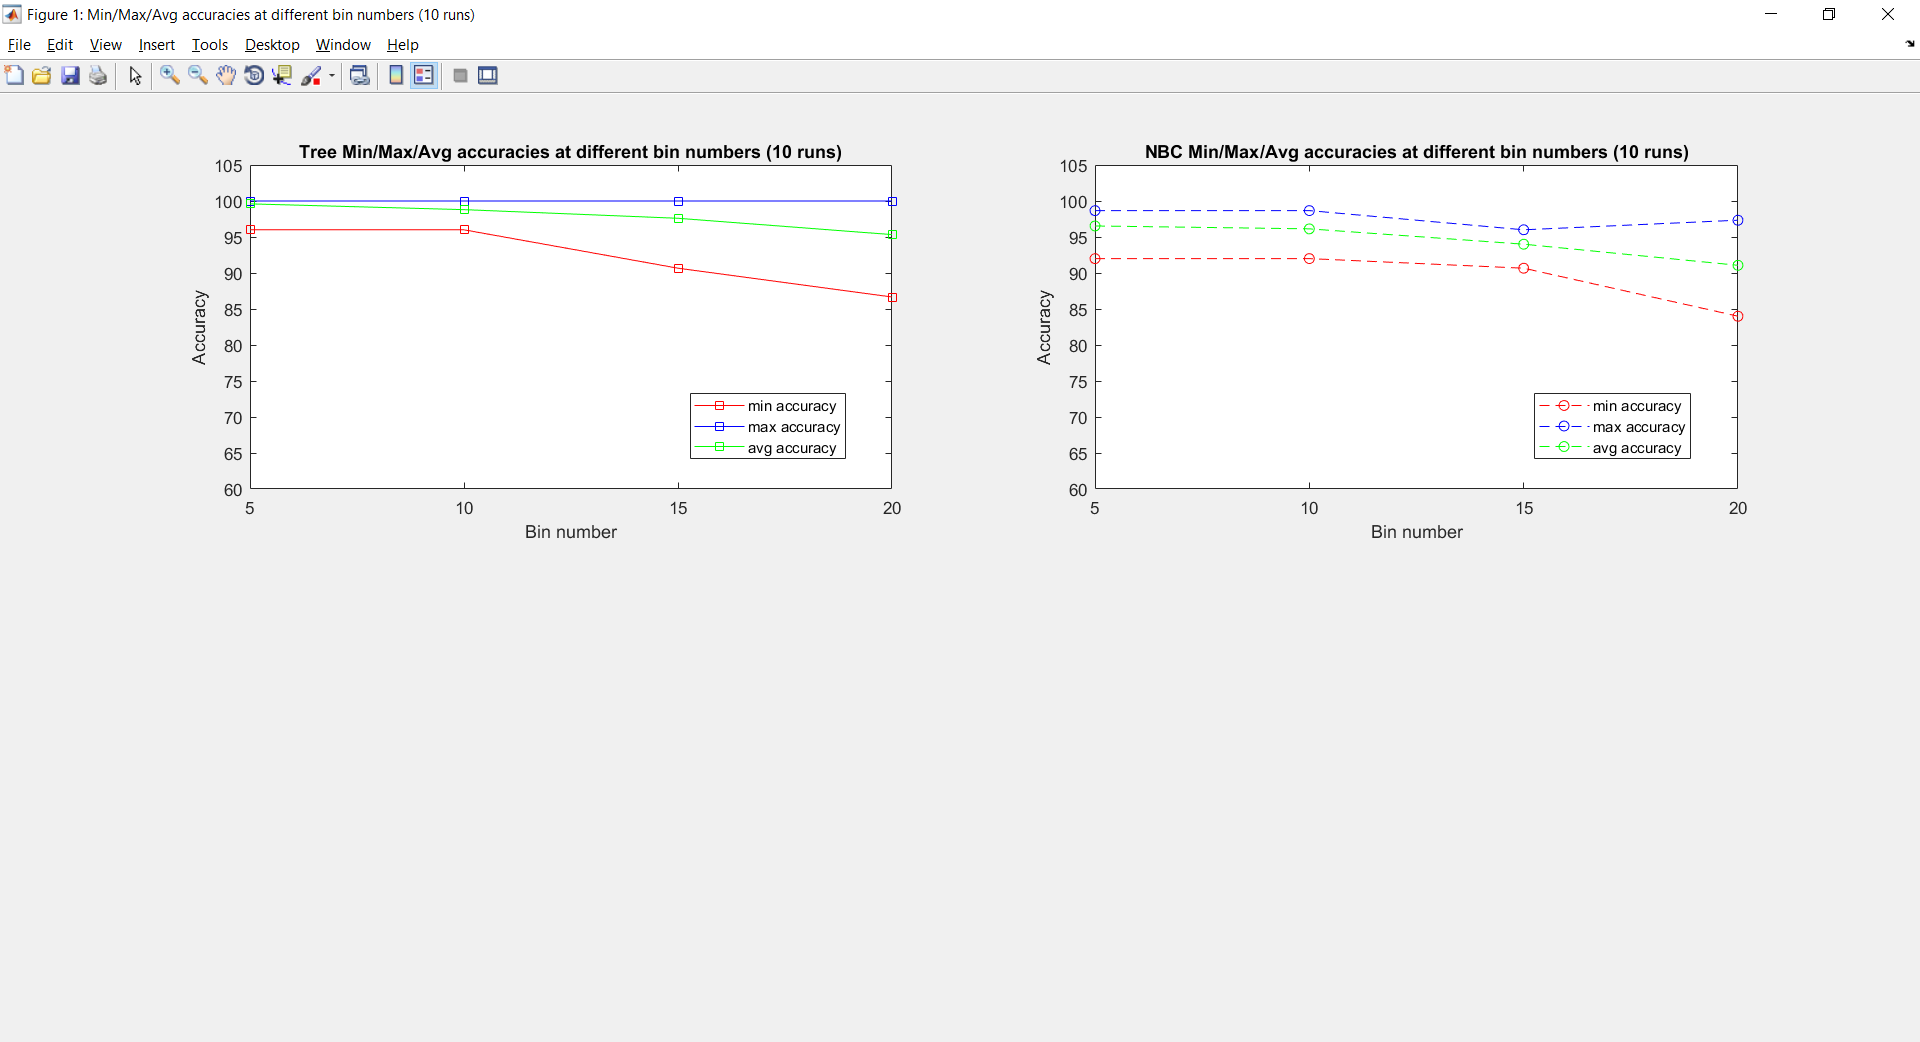 Figure 1: Min/Max/Avg accuracies at different bin numbers (10 runs)
File Edit View Insert Tools Desktop Window Help
Tree Min/Max/Avg accuracies at different bin numbers (10 runs)
105
100
95
90
85
80
75
70
65
60
Accuracy
min accuracy
max accuracy
avg accuracy
5 10 15 20
Bin number
NBC Min/Max/Avg accuracies at different bin numbers (10 runs)
105
100
95
90
85
80
75
70
65
60
Accuracy
min accuracy
max accuracy
avg accuracy
5 10 15 20
Bin number